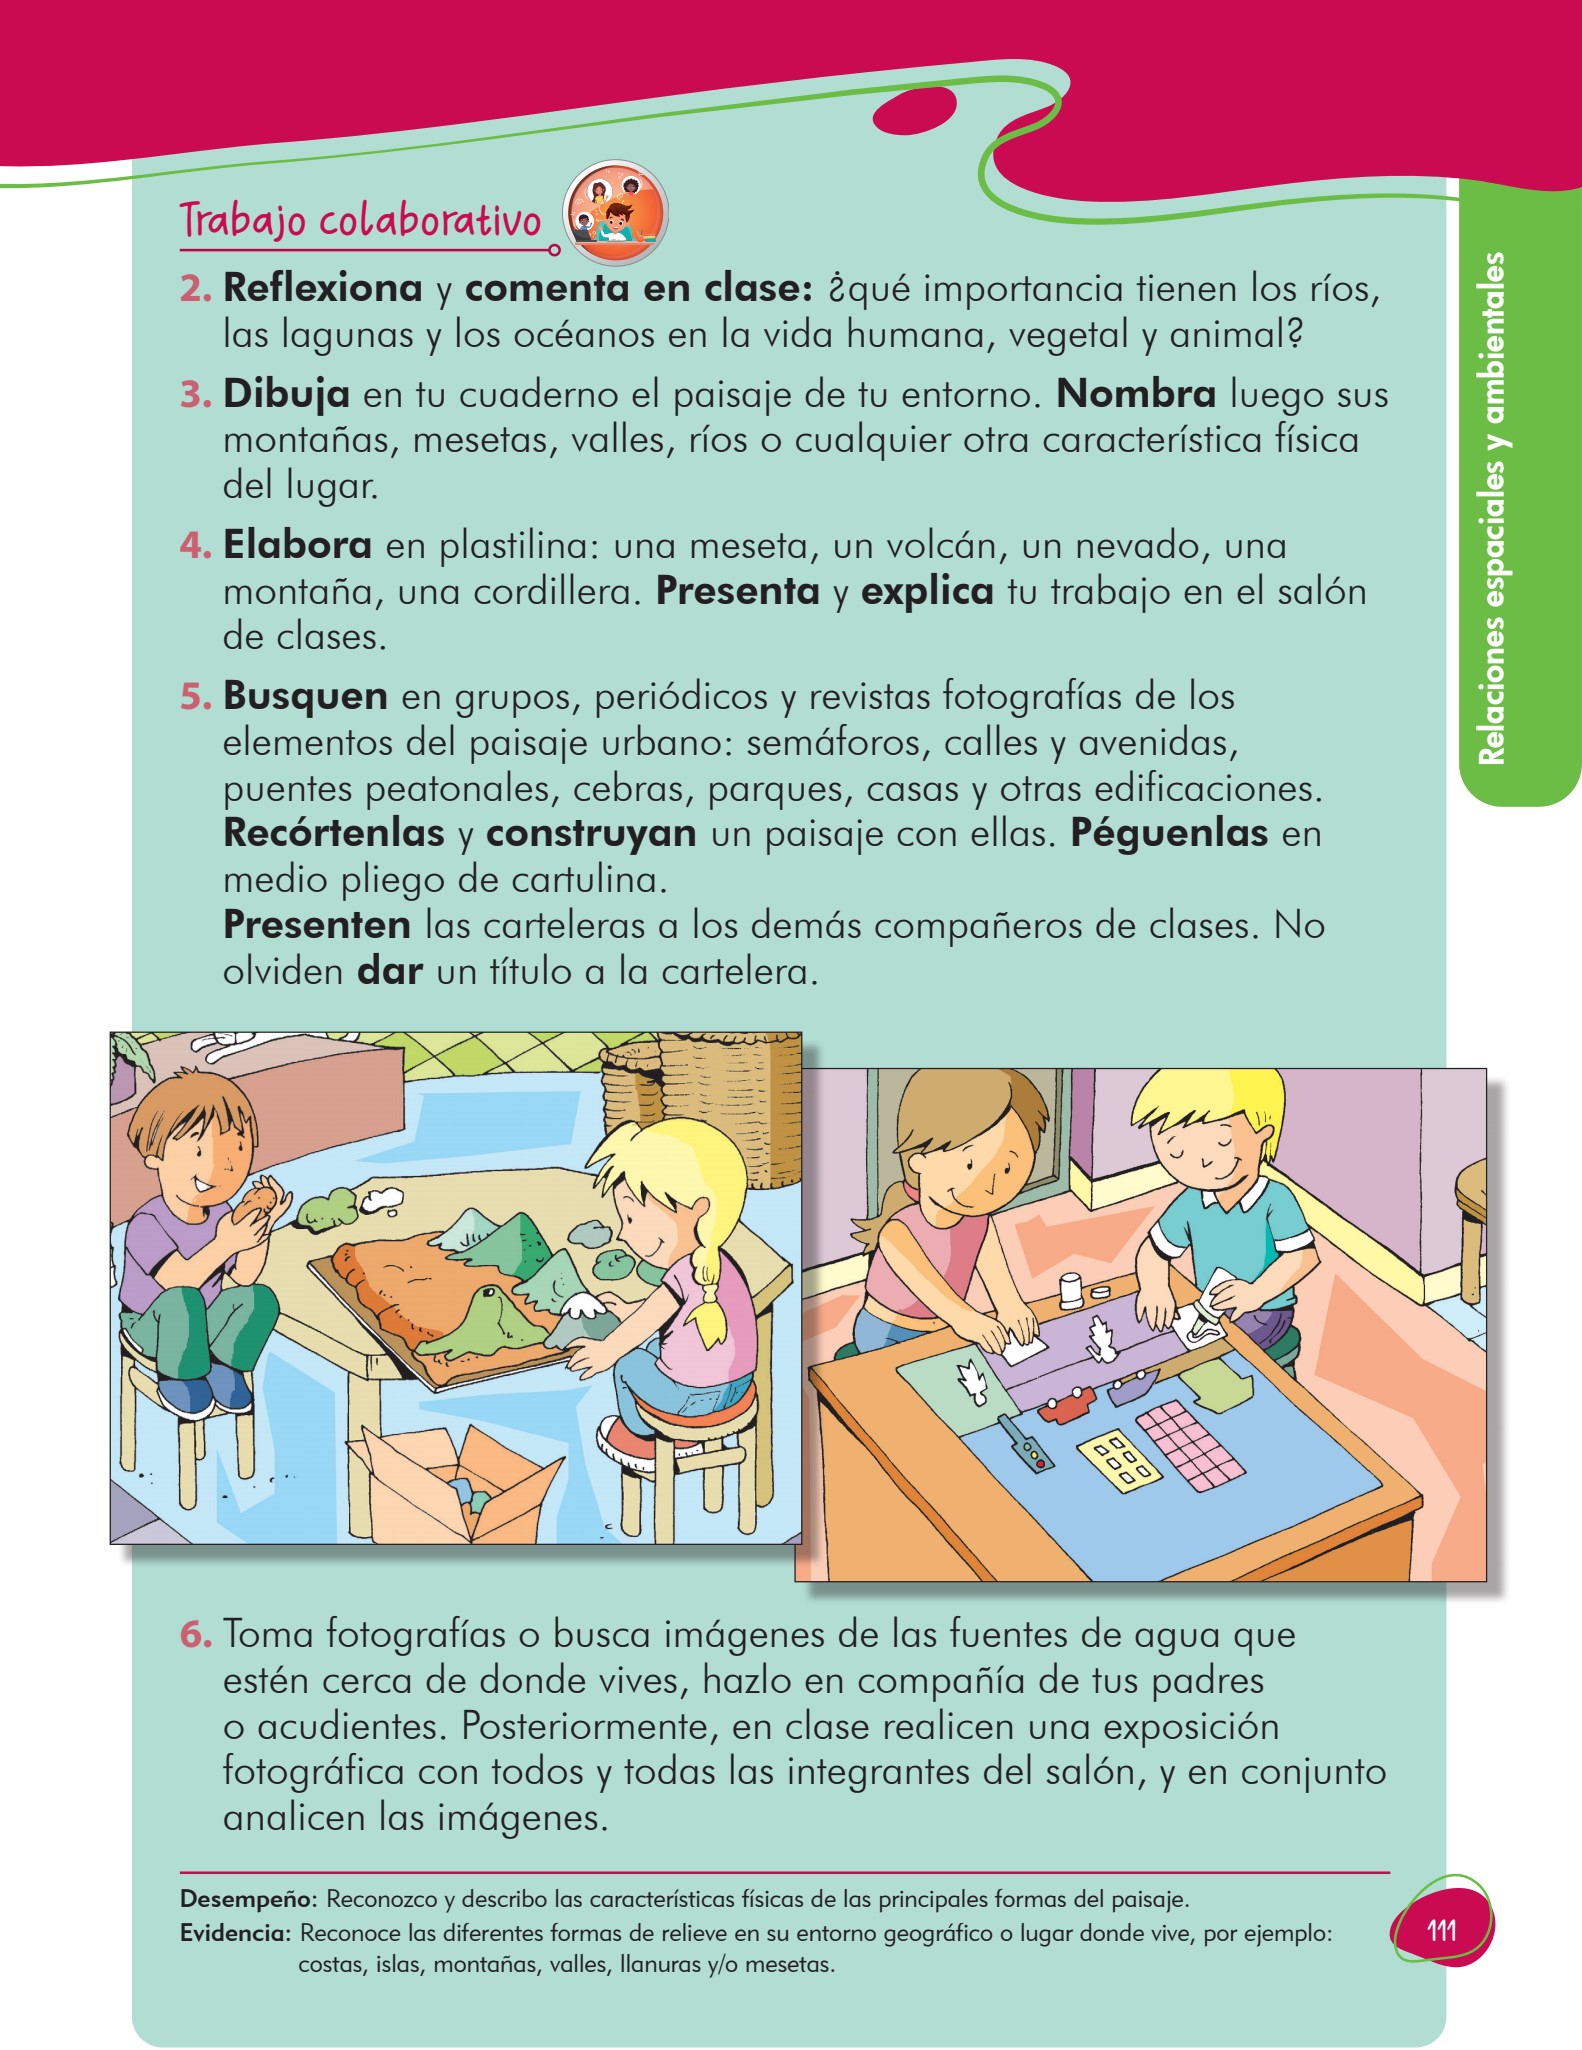 Trabajo colaborativo
2. Reflexiona y comenta en clase: ¿qué importancia tienen los ríos,
las lagunas y los océanos en la vida humana, vegetal y animal?
3. Dibuja en tu cuaderno el paisaje de tu entorno. Nombra luego sus
montañas, mesetas, valles, ríos o cualquier otra característica física
del lugar.
4. Elabora en plastilina: una meseta, un volcán, un nevado, una
montaña, una cordillera. Presenta y explica tu trabajo en el salón
de clases.
5. Busquen en grupos, periódicos y revistas fotografías de los
elementos del paisaje urbano: semáforos, calles y avenidas,
puentes peatonales, cebras, parques, casas y otras edificaciones.
Recórtenlas y construyan un paisaje con ellas. Péguenlas en
medio pliego de cartulina.
Presenten las carteleras a los demás compañeros de clases. No
olviden dar un título a la cartelera.
6. Toma fotografías o busca imágenes de las fuentes de agua que
estén cerca de donde vives, hazlo en compañía de tus padres
o acudientes. Posteriormente, en clase realicen una exposición
fotográfica con todos y todas las integrantes del salón, y en conjunto
analicen las imágenes.
Desempeño: Reconozco y describo las características físicas de las principales formas del paisaje.
Evidencia: Reconoce las diferentes formas de relieve en su entorno geográfico o lugar donde vive, por ejemplo:
costas, islas, montañas, valles, llanuras y/o mesetas.
Relaciones espaciales y ambientales
111